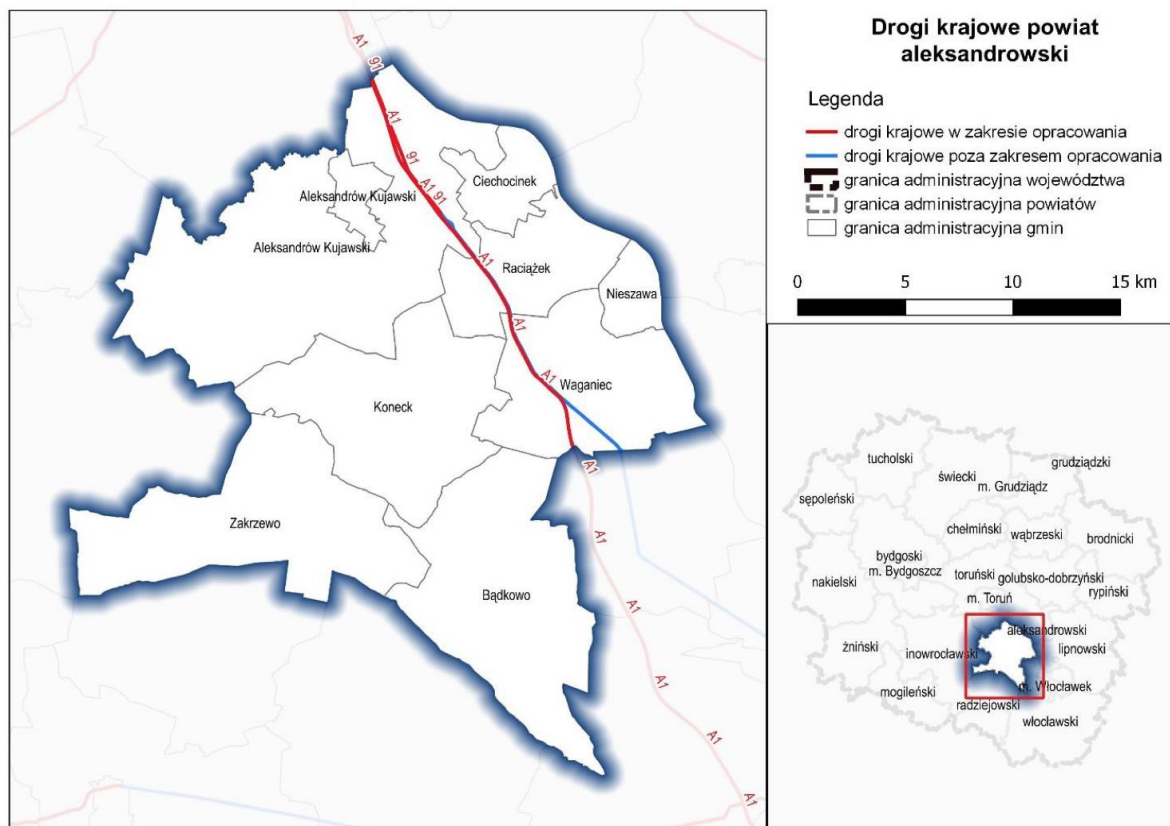 Drogi krajowe powiat
aleksandrowski
Legenda
drogi krajowe w zakresie opracowania
drogi krajowe poza zakresem opracowania
granica administracyjna województwa
granica administracyjna powiatów
granica administracyjna gmin
0 5 10 15 km
A1
91
A1
91
Ciechocinek
Aleksandrów Kujawski
A1 91
Aleksandrów Kujawski
A1
Raciążek
Nieszawa
A1
A1
Waganiec
Koneck
A1
Zakrzewo
A1
Bądkowo
A1
A1
A1
tucholski
świecki
grudziądzki
m. Grudziądz
sępoleński
chełmiński
wąbrzeski
brodnicki
bydgoski
m. Bydgoszcz
nakielski
toruński
golubsko-dobrzyński
rypiński
m. Toruń
aleksandrowski
żniński
inowrocławski
lipnowski
mogileński
m. Włocławek
radziejowski
włocławski